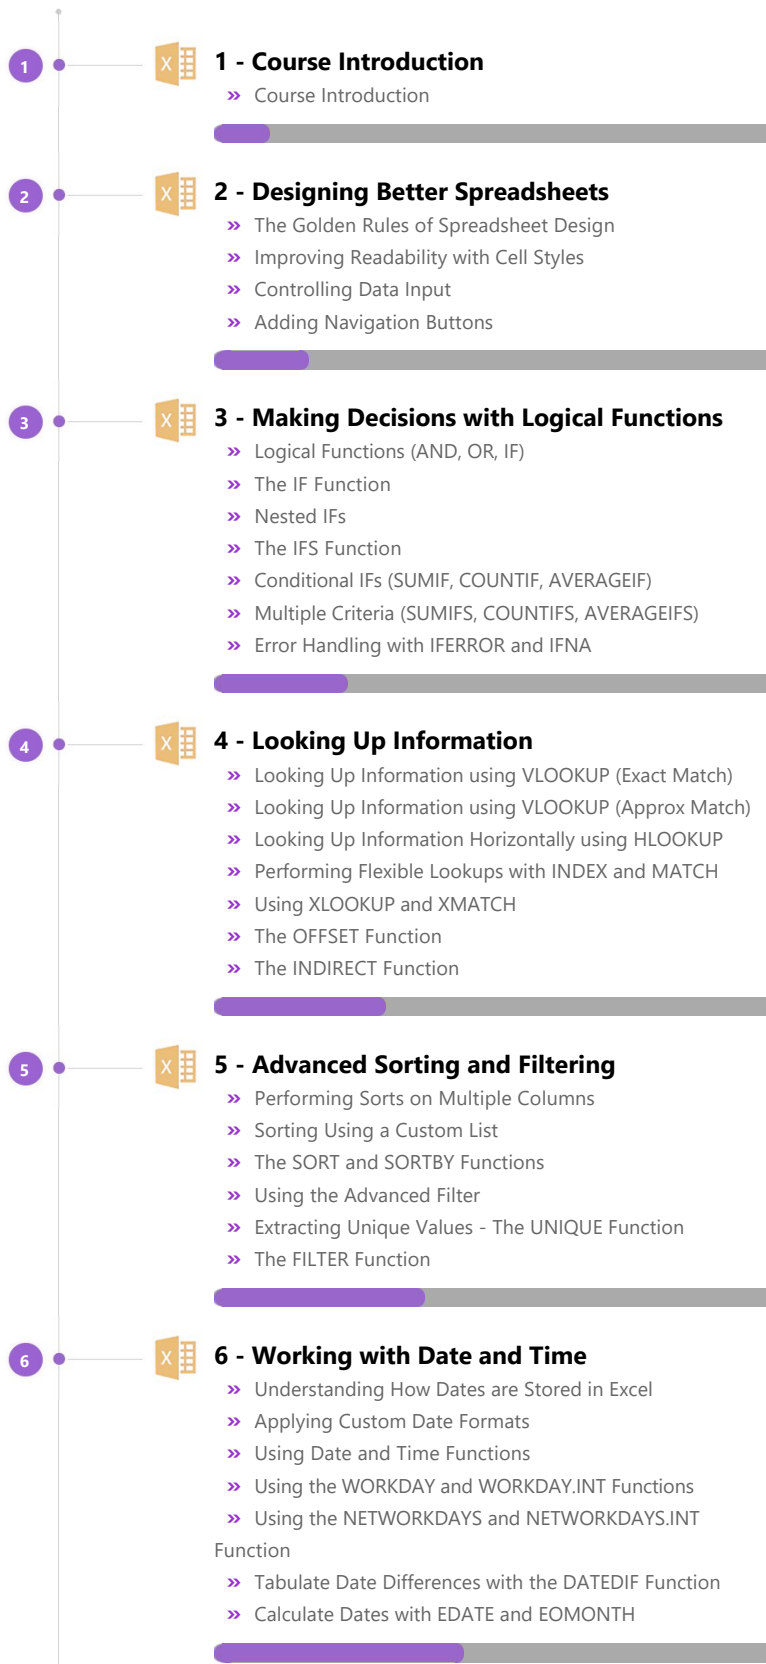 1
X
1 - Course Introduction
» Course Introduction
2
X
2 - Designing Better Spreadsheets
» The Golden Rules of Spreadsheet Design
» Improving Readability with Cell Styles
» Controlling Data Input
» Adding Navigation Buttons
3
X
3 - Making Decisions with Logical Functions
» Logical Functions (AND, OR, IF)
» The IF Function
» Nested IFs
» The IFS Function
» Conditional IFs (SUMIF, COUNTIF, AVERAGEIF)
» Multiple Criteria (SUMIFS, COUNTIFS, AVERAGEIFS)
» Error Handling with IFERROR and IFNA
4
X
4 - Looking Up Information
» Looking Up Information using VLOOKUP (Exact Match)
» Looking Up Information using VLOOKUP (Approx Match)
» Looking Up Information Horizontally using HLOOKUP
» Performing Flexible Lookups with INDEX and MATCH
» Using XLOOKUP and XMATCH
» The OFFSET Function
» The INDIRECT Function
5
X
5 - Advanced Sorting and Filtering
» Performing Sorts on Multiple Columns
» Sorting Using a Custom List
» The SORT and SORTBY Functions
» Using the Advanced Filter
» Extracting Unique Values - The UNIQUE Function
» The FILTER Function
6
X
6 - Working with Date and Time
» Understanding How Dates are Stored in Excel
» Applying Custom Date Formats
» Using Date and Time Functions
» Using the WORKDAY and WORKDAY.INT Functions
» Using the NETWORKDAYS and NETWORKDAYS.INT
Function
» Tabulate Date Differences with the DATEDIF Function
» Calculate Dates with EDATE and EOMONTH